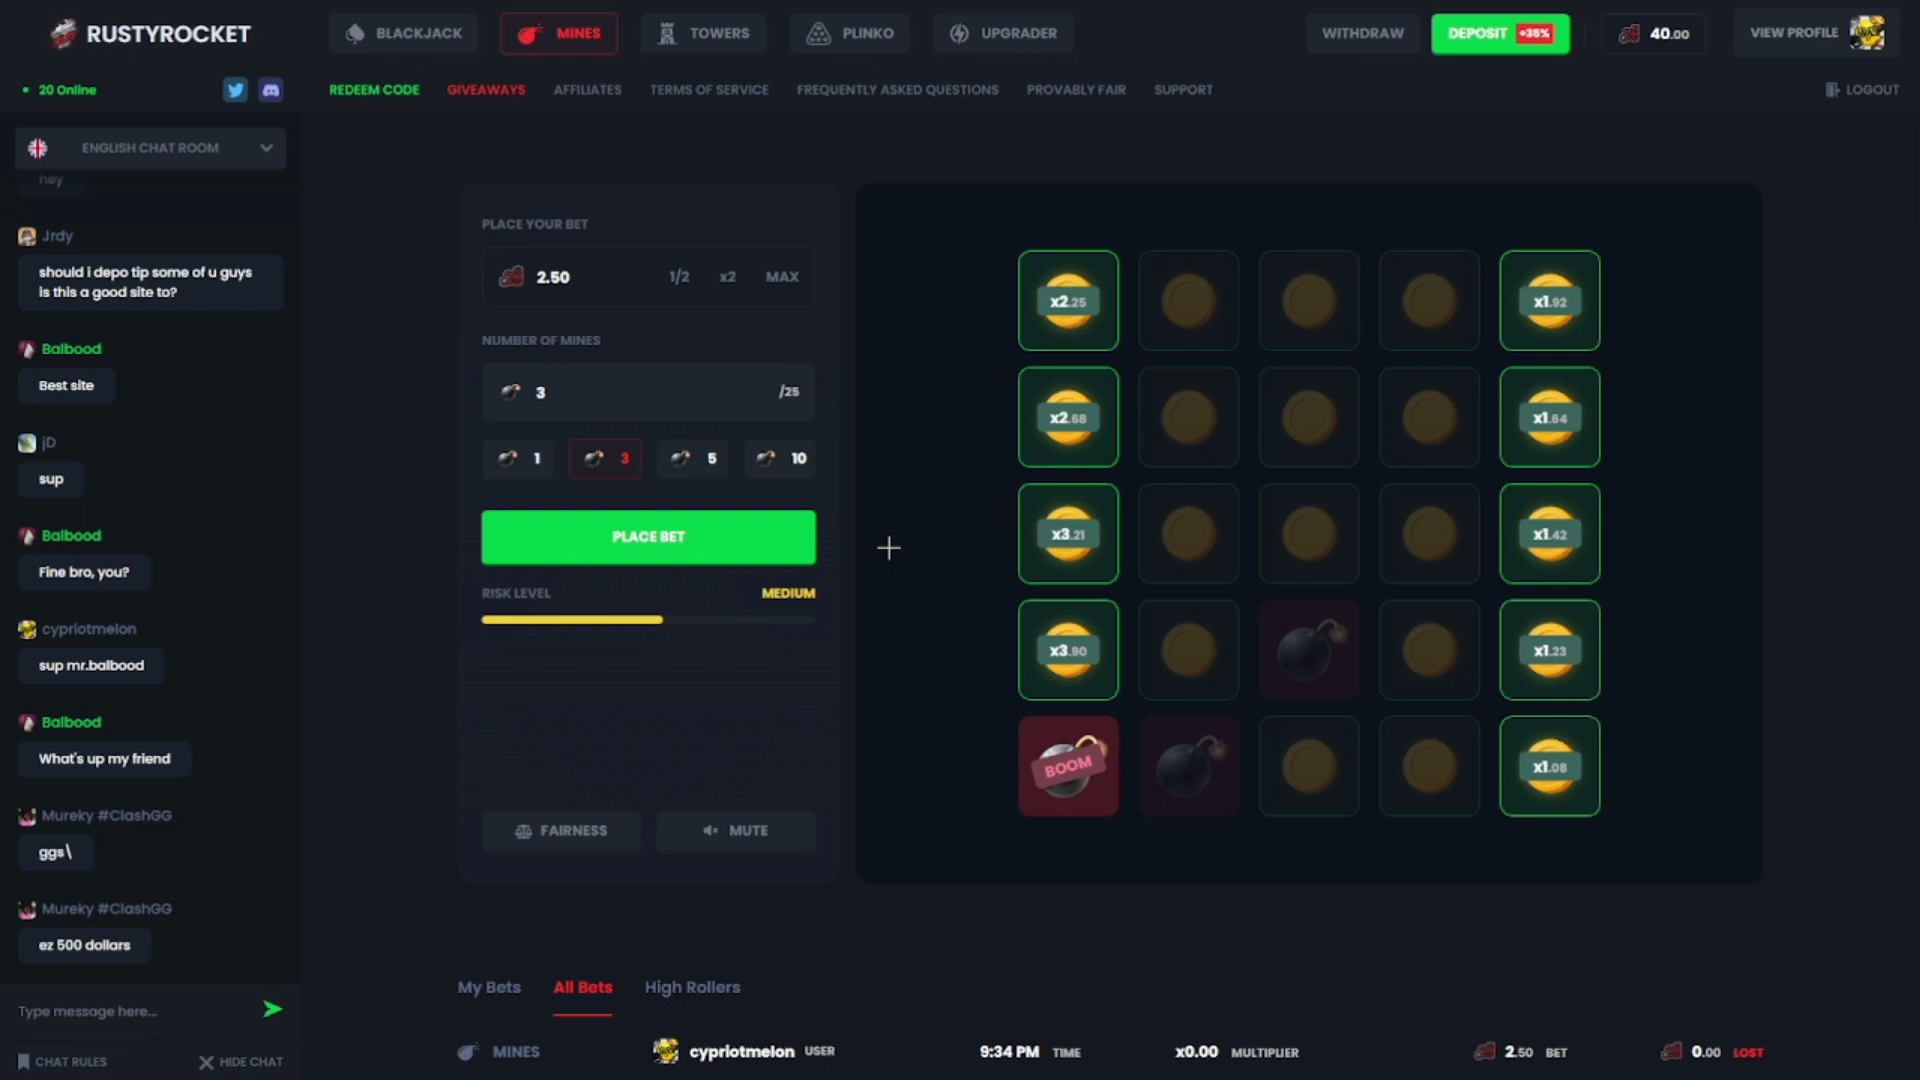 RUSTYROCKET
BLACKJACK
MINES
TOWERS
PLINKO
UPGRADER
WITHDRAW
DEPOSIT +35%
40.00
VIEW PROFILE
20 Online
REDEEM CODE
GIVEAWAYS
AFFILIATES
TERMS OF SERVICE
FREQUENTLY ASKED QUESTIONS
PROVABLY FAIR
SUPPORT
LOGOUT
ENGLISH CHAT ROOM
hey
Jrdy
should i depo tip some of u guys
is this a good site to?
Balbood
Best site
jD
sup
Balbood
Fine bro, you?
cypriotmelon
sup mr.balbood
Balbood
What's up my friend
Mureky #ClashGG
ggs\
Mureky #ClashGG
ez 500 dollars
Type message here...
CHAT RULES
HIDE CHAT
PLACE YOUR BET
2.50 1/2 x2 MAX
NUMBER OF MINES
3 /25
1 3 5 10
PLACE BET
RISK LEVEL MEDIUM
FAIRNESS
MUTE
x2.25 x1.92
x2.68 x1.64
x3.21 x1.42
x3.90 x1.23
BOOM x1.08
My Bets All Bets High Rollers
MINES cypriotmelon USER 9:34 PM TIME x0.00 MULTIPLIER 2.50 BET 0.00 LOST